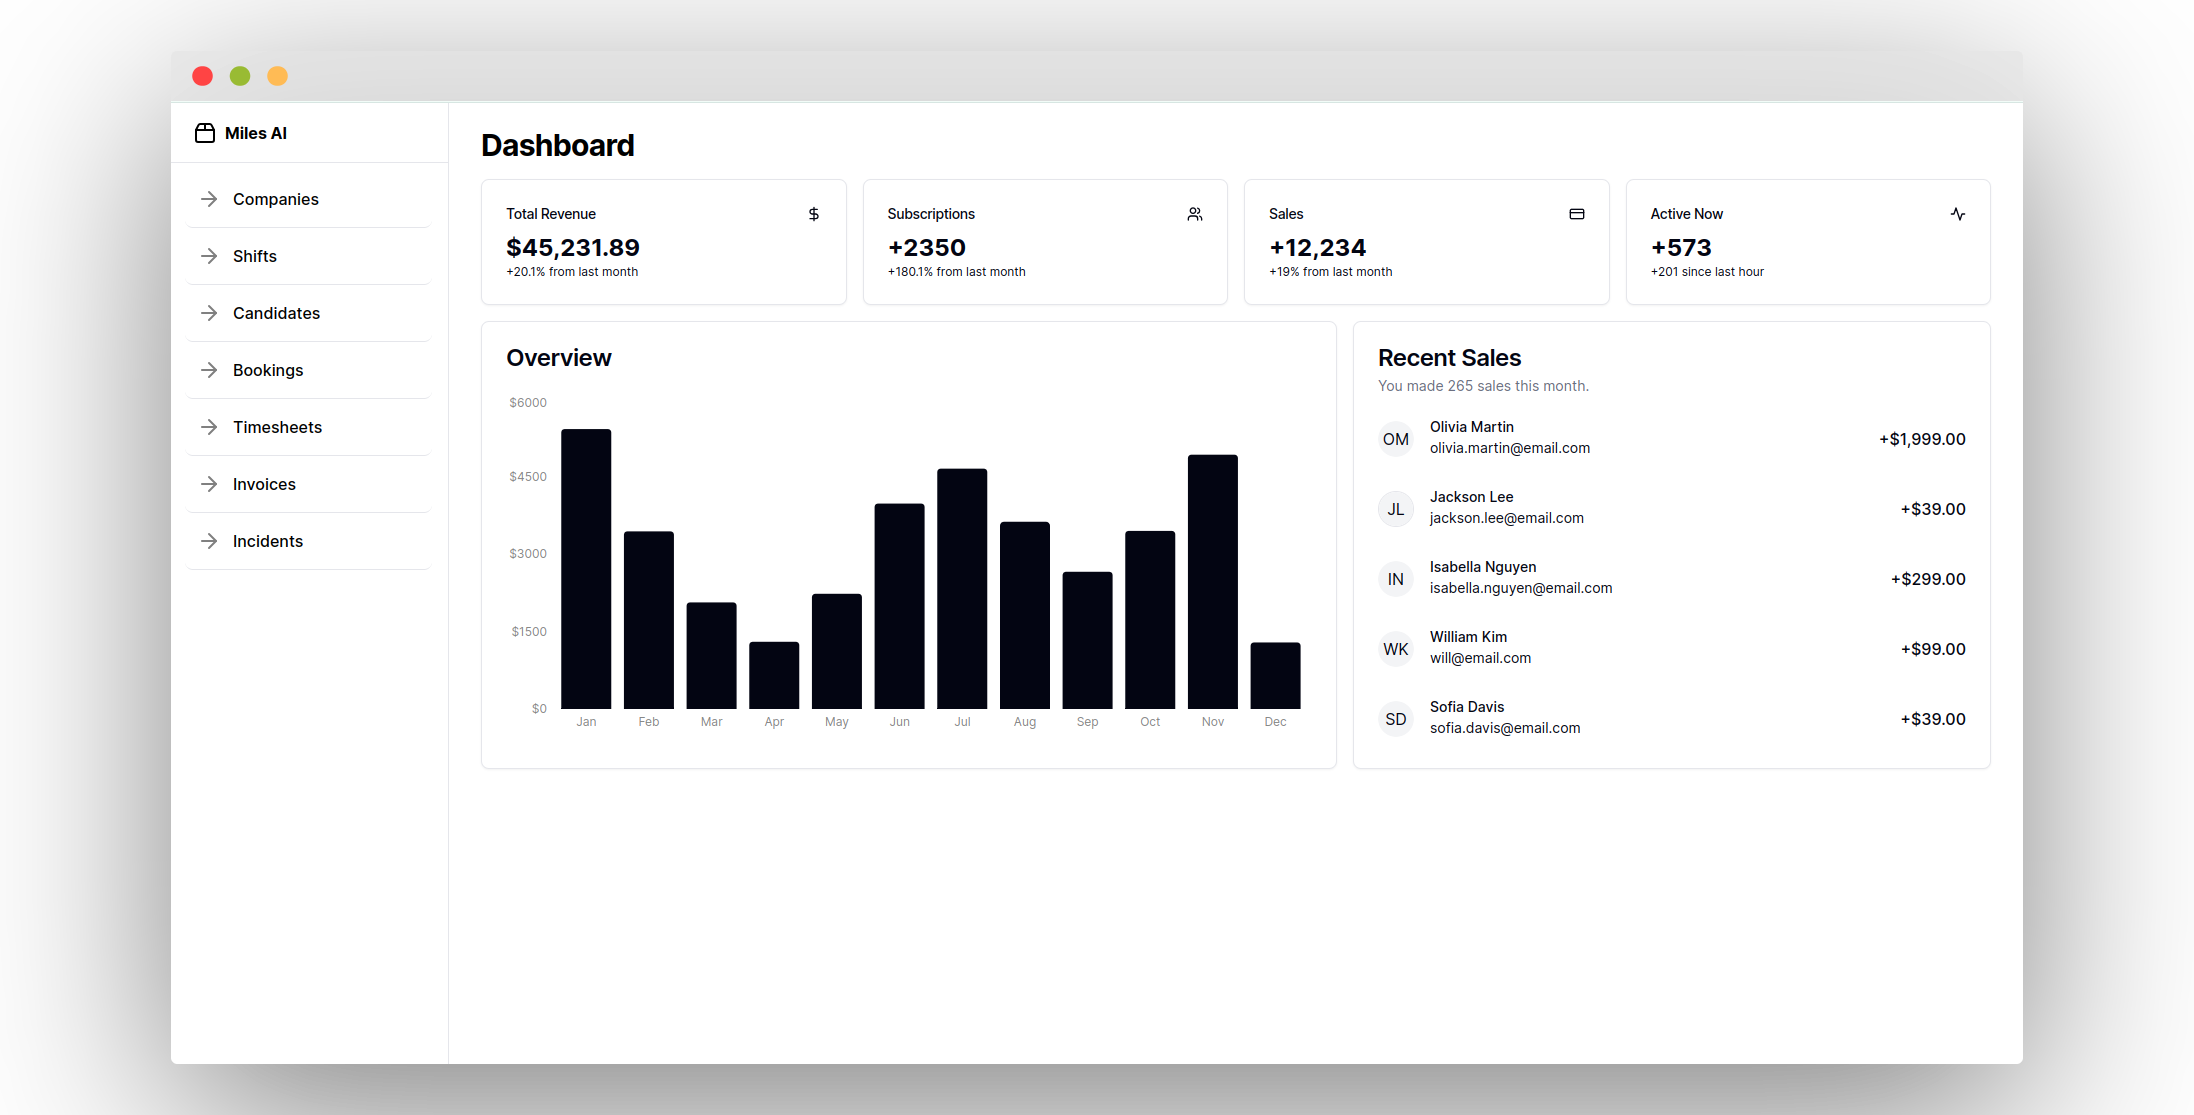 Miles AI
Companies
Shifts
Candidates
Bookings
Timesheets
Invoices
Incidents
Dashboard
Total Revenue
$45,231.89
+20.1% from last month
Subscriptions
+2350
+180.1% from last month
Sales
+12,234
+19% from last month
Active Now
+573
+201 since last hour
Overview
$6000
$4500
$3000
$1500
$0
Jan Feb Mar Apr May Jun Jul Aug Sep Oct Nov Dec
Recent Sales
You made 265 sales this month.
OM
Olivia Martin
olivia.martin@email.com
+$1,999.00
JL
Jackson Lee
jackson.lee@email.com
+$39.00
IN
Isabella Nguyen
isabella.nguyen@email.com
+$299.00
WK
William Kim
will@email.com
+$99.00
SD
Sofia Davis
sofia.davis@email.com
+$39.00